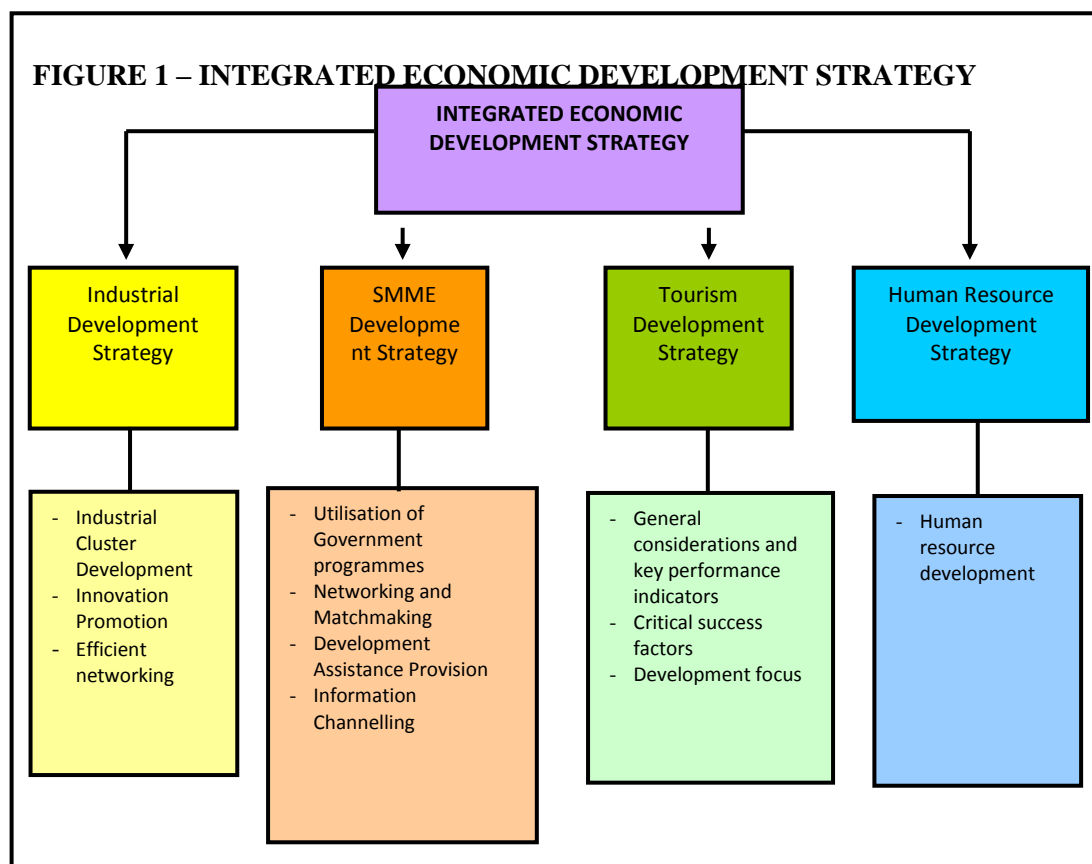 FIGURE 1 – INTEGRATED ECONOMIC DEVELOPMENT STRATEGY
INTEGRATED ECONOMIC
DEVELOPMENT STRATEGY
Industrial
Development
Strategy
SMME
Developme
nt Strategy
Tourism
Development
Strategy
Human Resource
Development
Strategy
- Industrial
Cluster
Development
- Innovation
Promotion
- Efficient
networking
- Utilisation of
Government
programmes
- Networking and
Matchmaking
- Development
Assistance Provision
- Information
Channelling
- General
considerations and
key performance
indicators
- Critical success
factors
- Development focus
- Human
resource
development